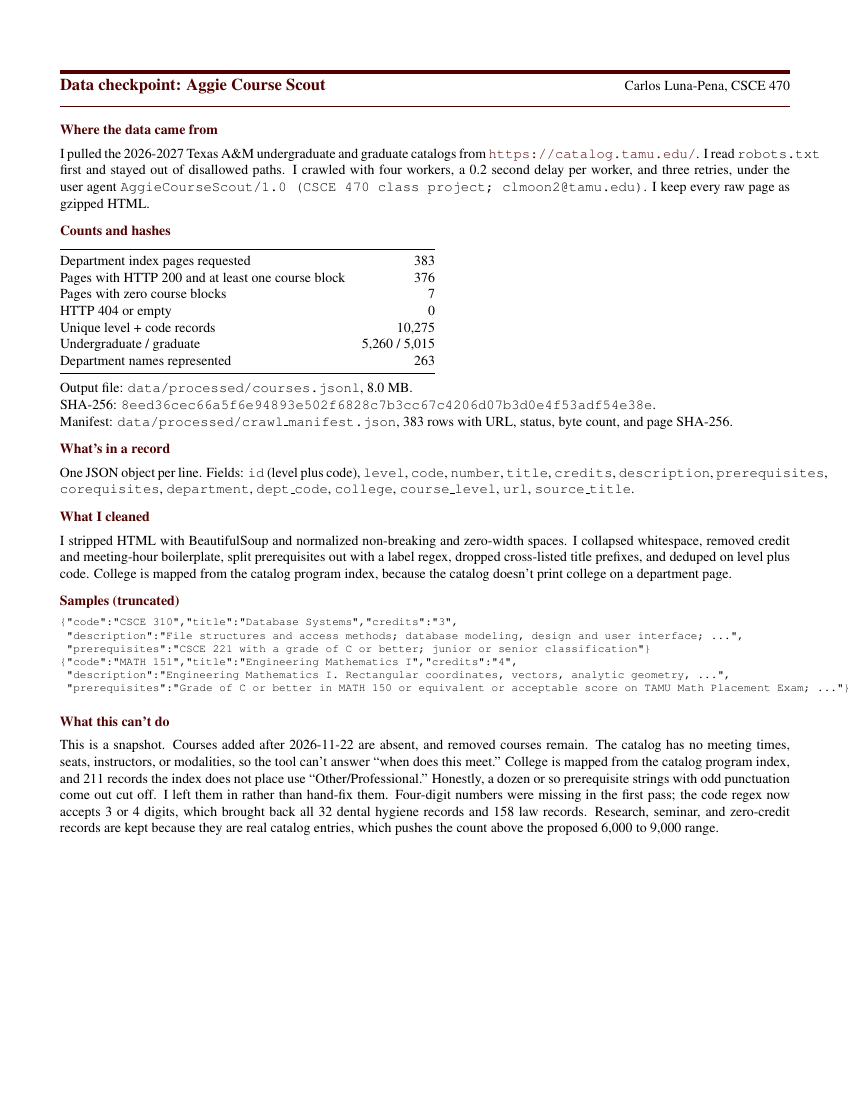 Data checkpoint: Aggie Course Scout Carlos Luna-Pena, CSCE 470
Where the data came from
I pulled the 2026-2027 Texas A&M undergraduate and graduate catalogs from https://catalog.tamu.edu/. I read robots.txt
first and stayed out of disallowed paths. I crawled with four workers, a 0.2 second delay per worker, and three retries, under the
user agent AggieCourseScout/1.0 (CSCE 470 class project; clmoon2@tamu.edu). I keep every raw page as
gzipped HTML.
Counts and hashes
Department index pages requested 383
Pages with HTTP 200 and at least one course block 376
Pages with zero course blocks 7
HTTP 404 or empty 0
Unique level + code records 10,275
Undergraduate / graduate 5,260 / 5,015
Department names represented 263
Output file: data/processed/courses.jsonl, 8.0 MB.
SHA-256: 8eed36cec66a5f6e94893e502f6828c7b3cc67c4206d07b3d0e4f53adf54e38e.
Manifest: data/processed/crawl_manifest.json, 383 rows with URL, status, byte count, and page SHA-256.
What's in a record
One JSON object per line. Fields: id (level plus code), level, code, number, title, credits, description, prerequisites,
corequisites, department, dept_code, college, course_level, url, source_title.
What I cleaned
I stripped HTML with BeautifulSoup and normalized non-breaking and zero-width spaces. I collapsed whitespace, removed credit
and meeting-hour boilerplate, split prerequisites out with a label regex, dropped cross-listed title prefixes, and deduped on level plus
code. College is mapped from the catalog program index, because the catalog doesn't print college on a department page.
Samples (truncated)
{"code":"CSCE 310","title":"Database Systems","credits":"3",
"description":"File structures and access methods; database modeling, design and user interface; ...",
"prerequisites":"CSCE 221 with a grade of C or better; junior or senior classification"}
{"code":"MATH 151","title":"Engineering Mathematics I","credits":"4",
"description":"Engineering Mathematics I. Rectangular coordinates, vectors, analytic geometry, ...",
"prerequisites":"Grade of C or better in MATH 150 or equivalent or acceptable score on TAMU Math Placement Exam; ..."}
What this can't do
This is a snapshot. Courses added after 2026-11-22 are absent, and removed courses remain. The catalog has no meeting times,
seats, instructors, or modalities, so the tool can't answer “when does this meet.” College is mapped from the catalog program index,
and 211 records the index does not place use “Other/Professional.” Honestly, a dozen or so prerequisite strings with odd punctuation
come out cut off. I left them in rather than hand-fix them. Four-digit numbers were missing in the first pass; the code regex now
accepts 3 or 4 digits, which brought back all 32 dental hygiene records and 158 law records. Research, seminar, and zero-credit
records are kept because they are real catalog entries, which pushes the count above the proposed 6,000 to 9,000 range.